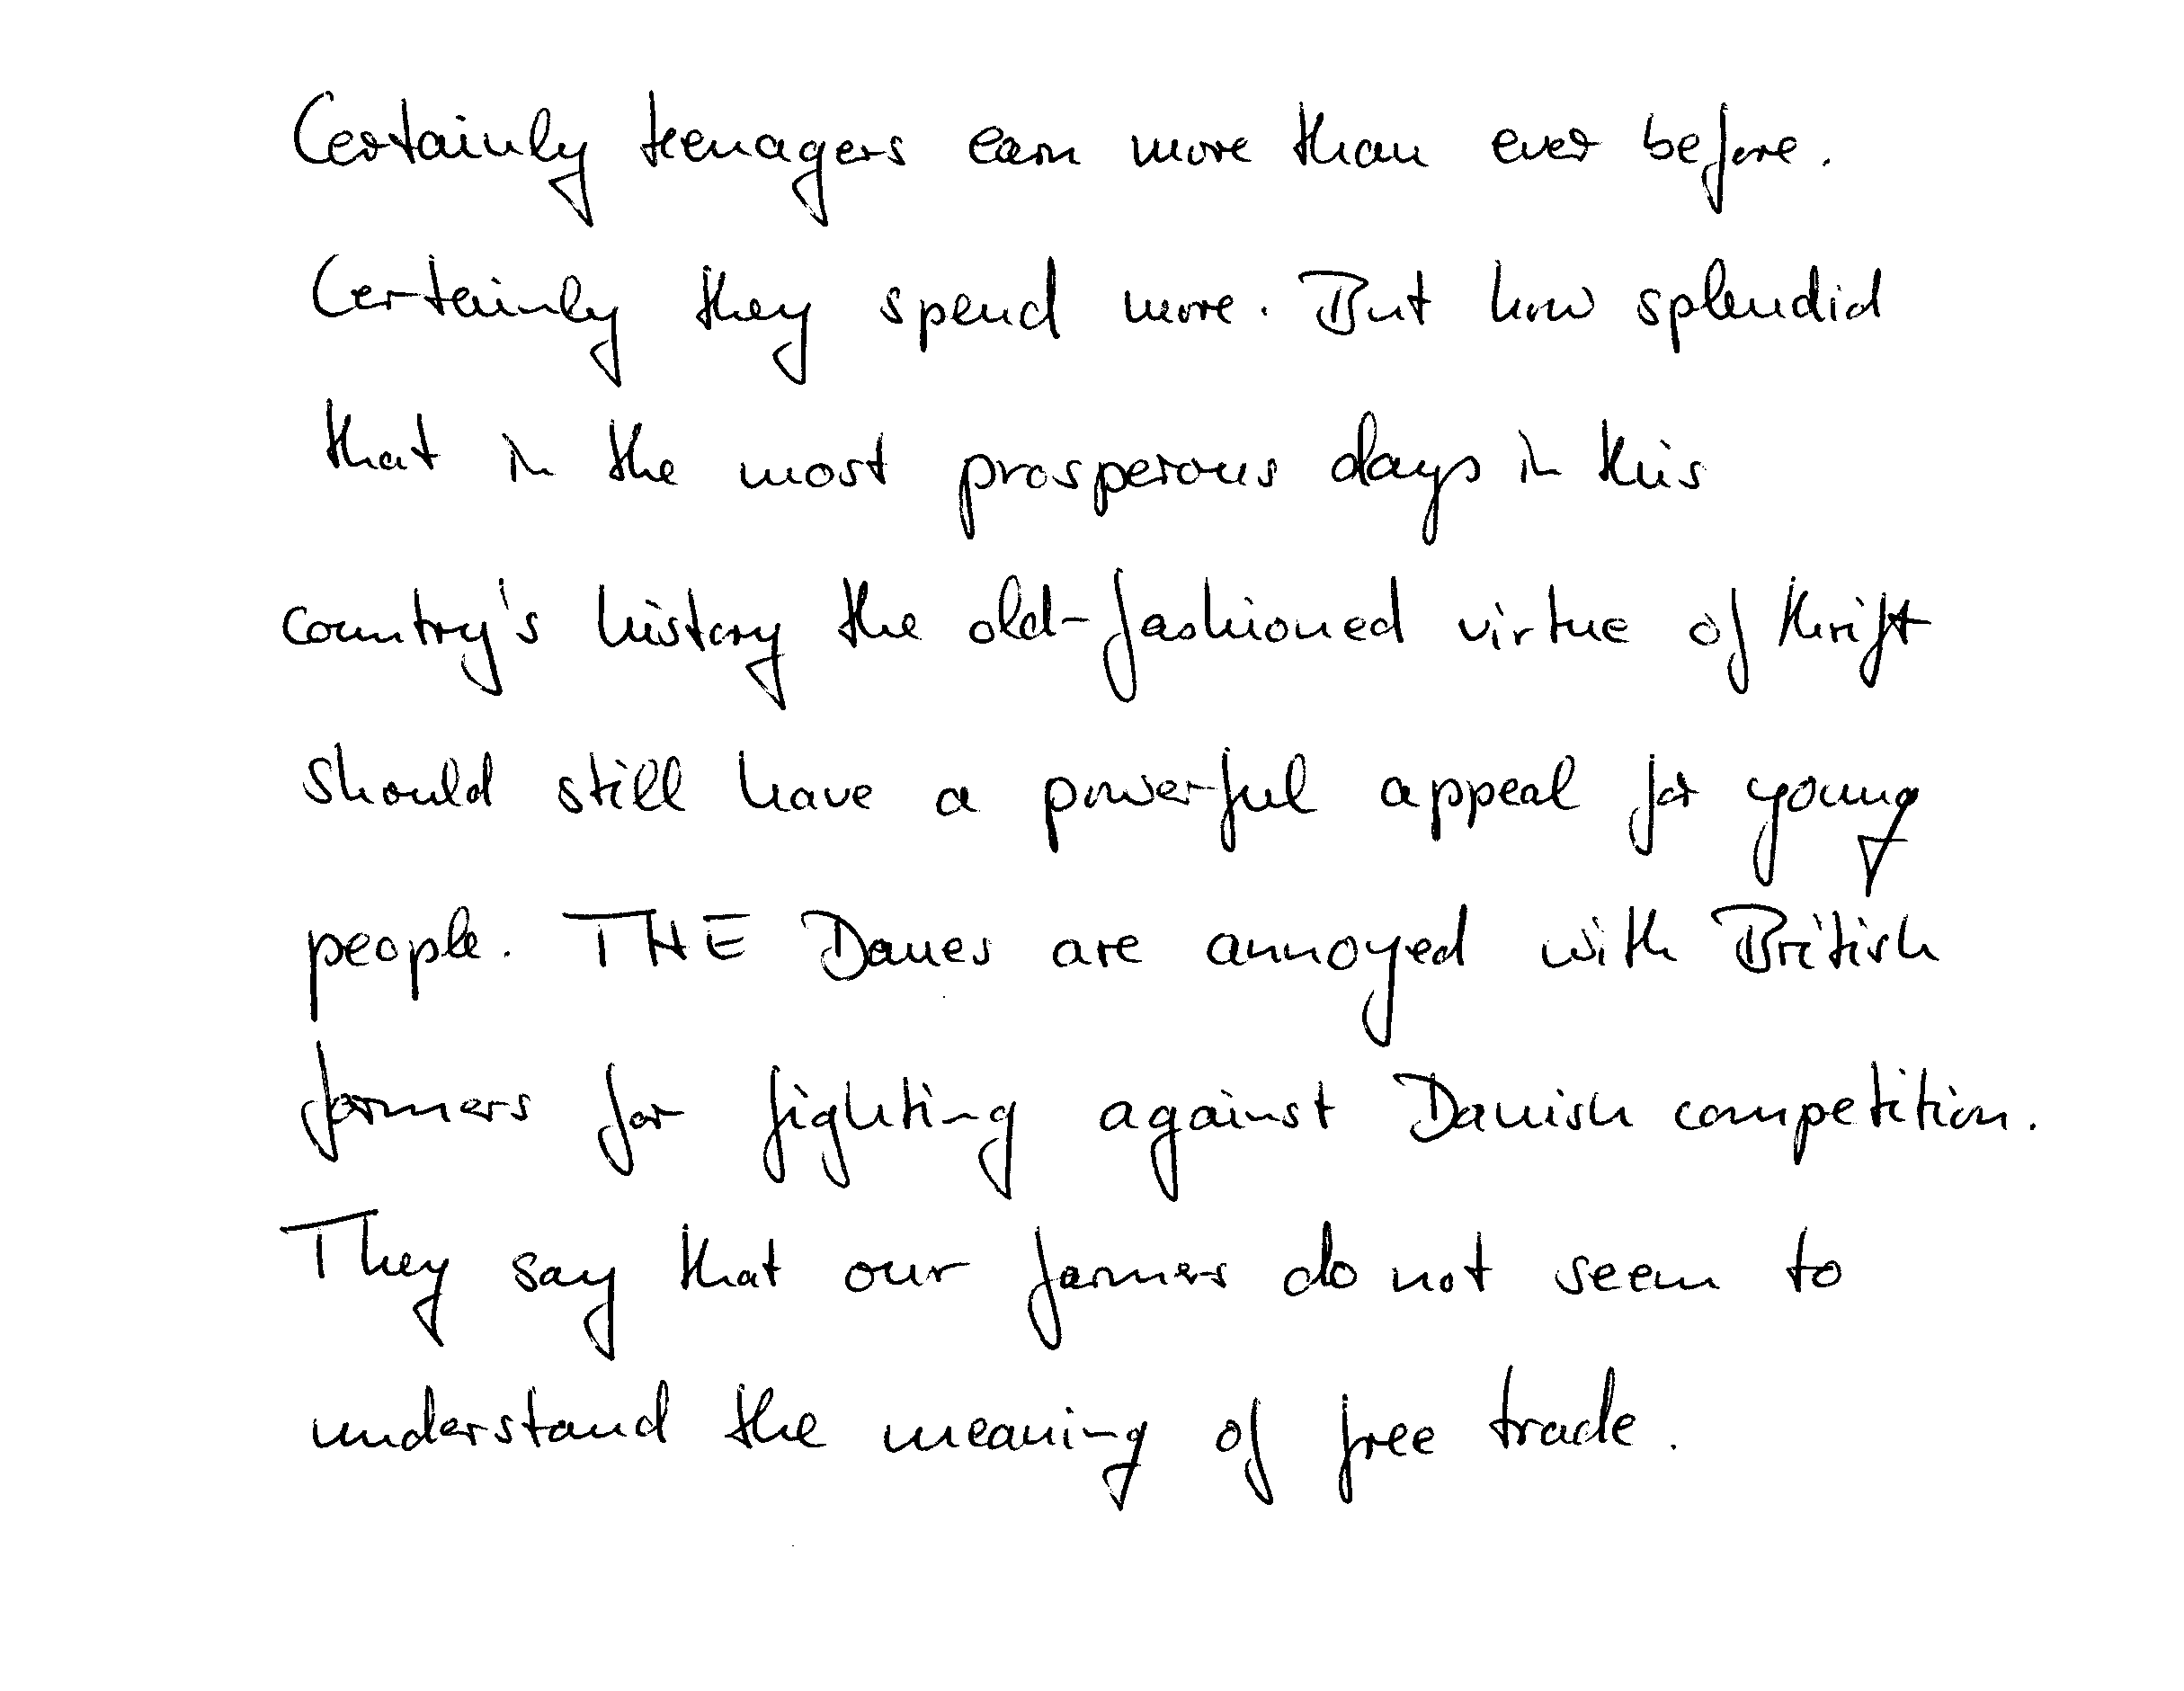 Certainly teenagers earn more than ever before.
Certainly they spend more. But how splendid
that in the most prosperous days in this
country's history the old-fashioned virtue of thrift
should still have a powerful appeal for young
people. THE Danes are annoyed with British
farmers for fighting against Danish competition.
They say that our farmers do not seem to
understand the meaning of free trade.